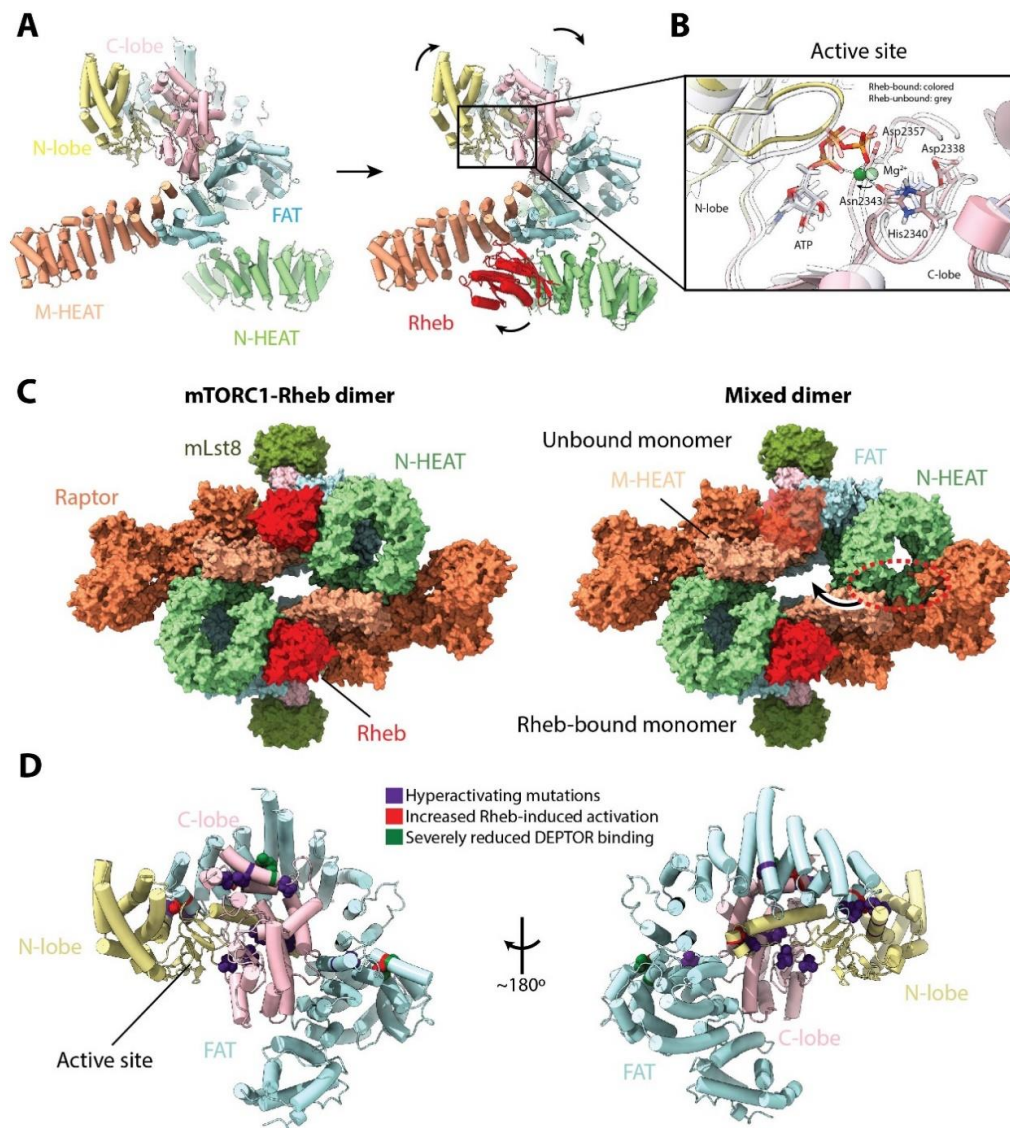 A
C-lobe
N-lobe
FAT
M-HEAT
N-HEAT
Rheb
B
Active site
Rheb-bound: colored
Rheb-unbound: grey
Asp2357
Asp2338
Mg²⁺
N-lobe
Asn2343
ATP
His2340
C-lobe
C
mTORC1-Rheb dimer
mLst8
N-HEAT
Raptor
Rheb
Mixed dimer
Unbound monomer
M-HEAT
FAT
N-HEAT
Rheb-bound monomer
D
Hyperactivating mutations
Increased Rheb-induced activation
Severely reduced DEPTOR binding
C-lobe
N-lobe
Active site
FAT
~180º
N-lobe
C-lobe
FAT